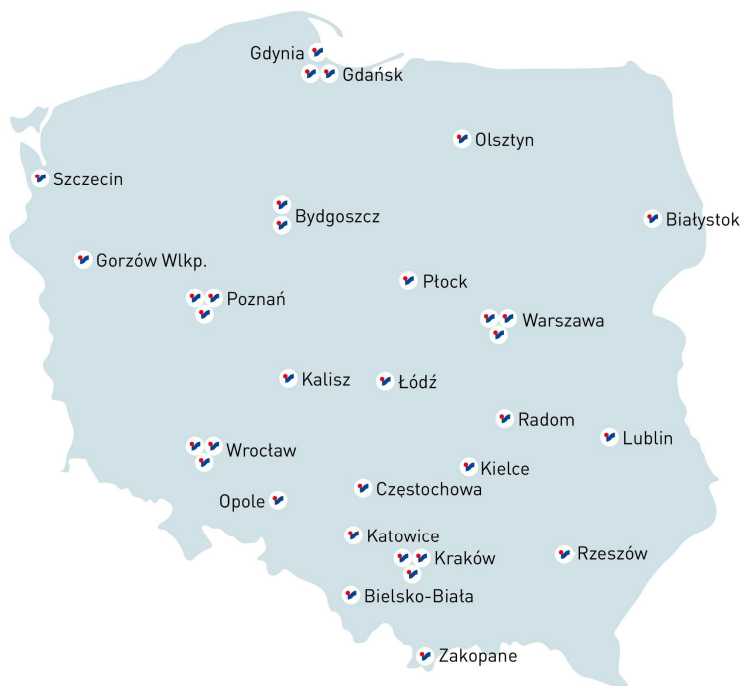 Gdynia
Gdańsk
Olsztyn
Szczecin
Bydgoszcz
Białystok
Gorzów Wlkp.
Płock
Poznań
Warszawa
Kalisz
Łódź
Radom
Lublin
Wrocław
Kielce
Częstochowa
Opole
Katowice
Kraków
Rzeszów
Bielsko-Biała
Zakopane